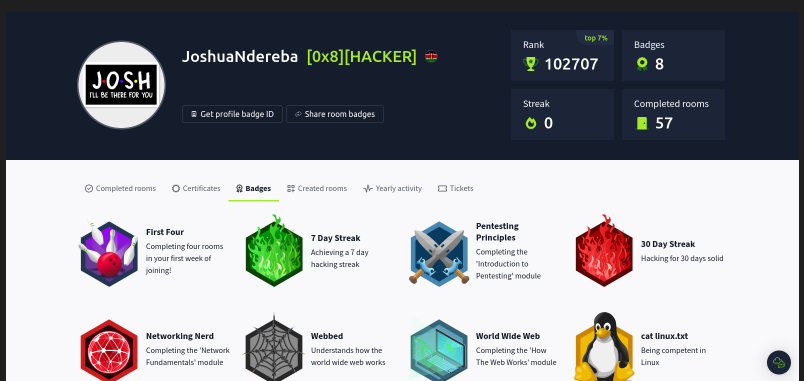 JoshuaNdereba [0x8][HACKER]
J·O·S·H
I'LL BE THERE FOR YOU
Get profile badge ID
Share room badges
top 7%
Rank
102707
Badges
8
Streak
0
Completed rooms
57
Completed rooms
Certificates
Badges
Created rooms
Yearly activity
Tickets
First Four
Completing four rooms
in your first week of
joining!
7 Day Streak
Achieving a 7 day
hacking streak
Pentesting
Principles
Completing the
'Introduction to
Pentesting' module
30 Day Streak
Hacking for 30 days solid
Networking Nerd
Completing the 'Network
Fundamentals' module
Webbed
Understands how the
world wide web works
World Wide Web
Completing the 'How
The Web Works' module
cat linux.txt
Being competent in
Linux